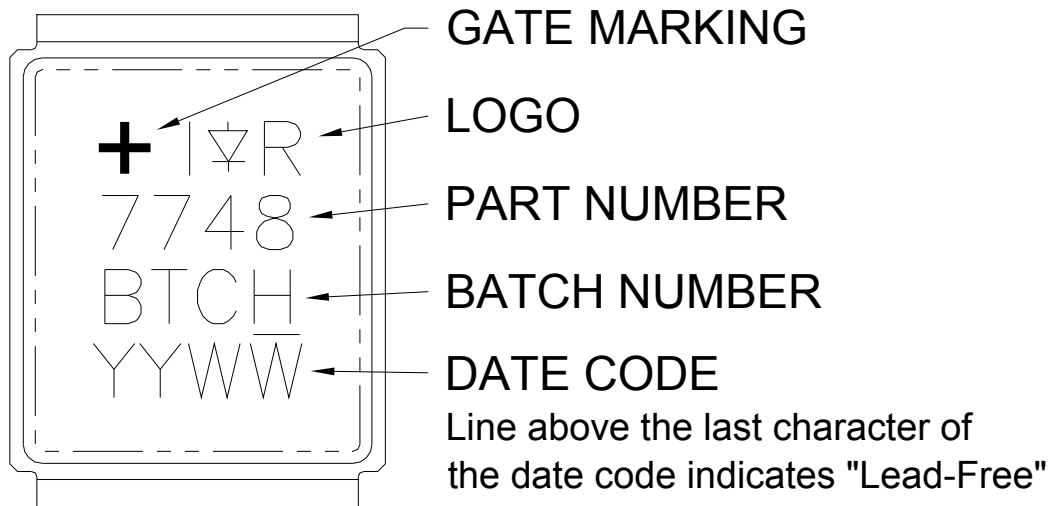 GATE MARKING
+ I R
LOGO
7748
PART NUMBER
BTCH
BATCH NUMBER
YYWW̅
DATE CODE
Line above the last character of
the date code indicates "Lead-Free"